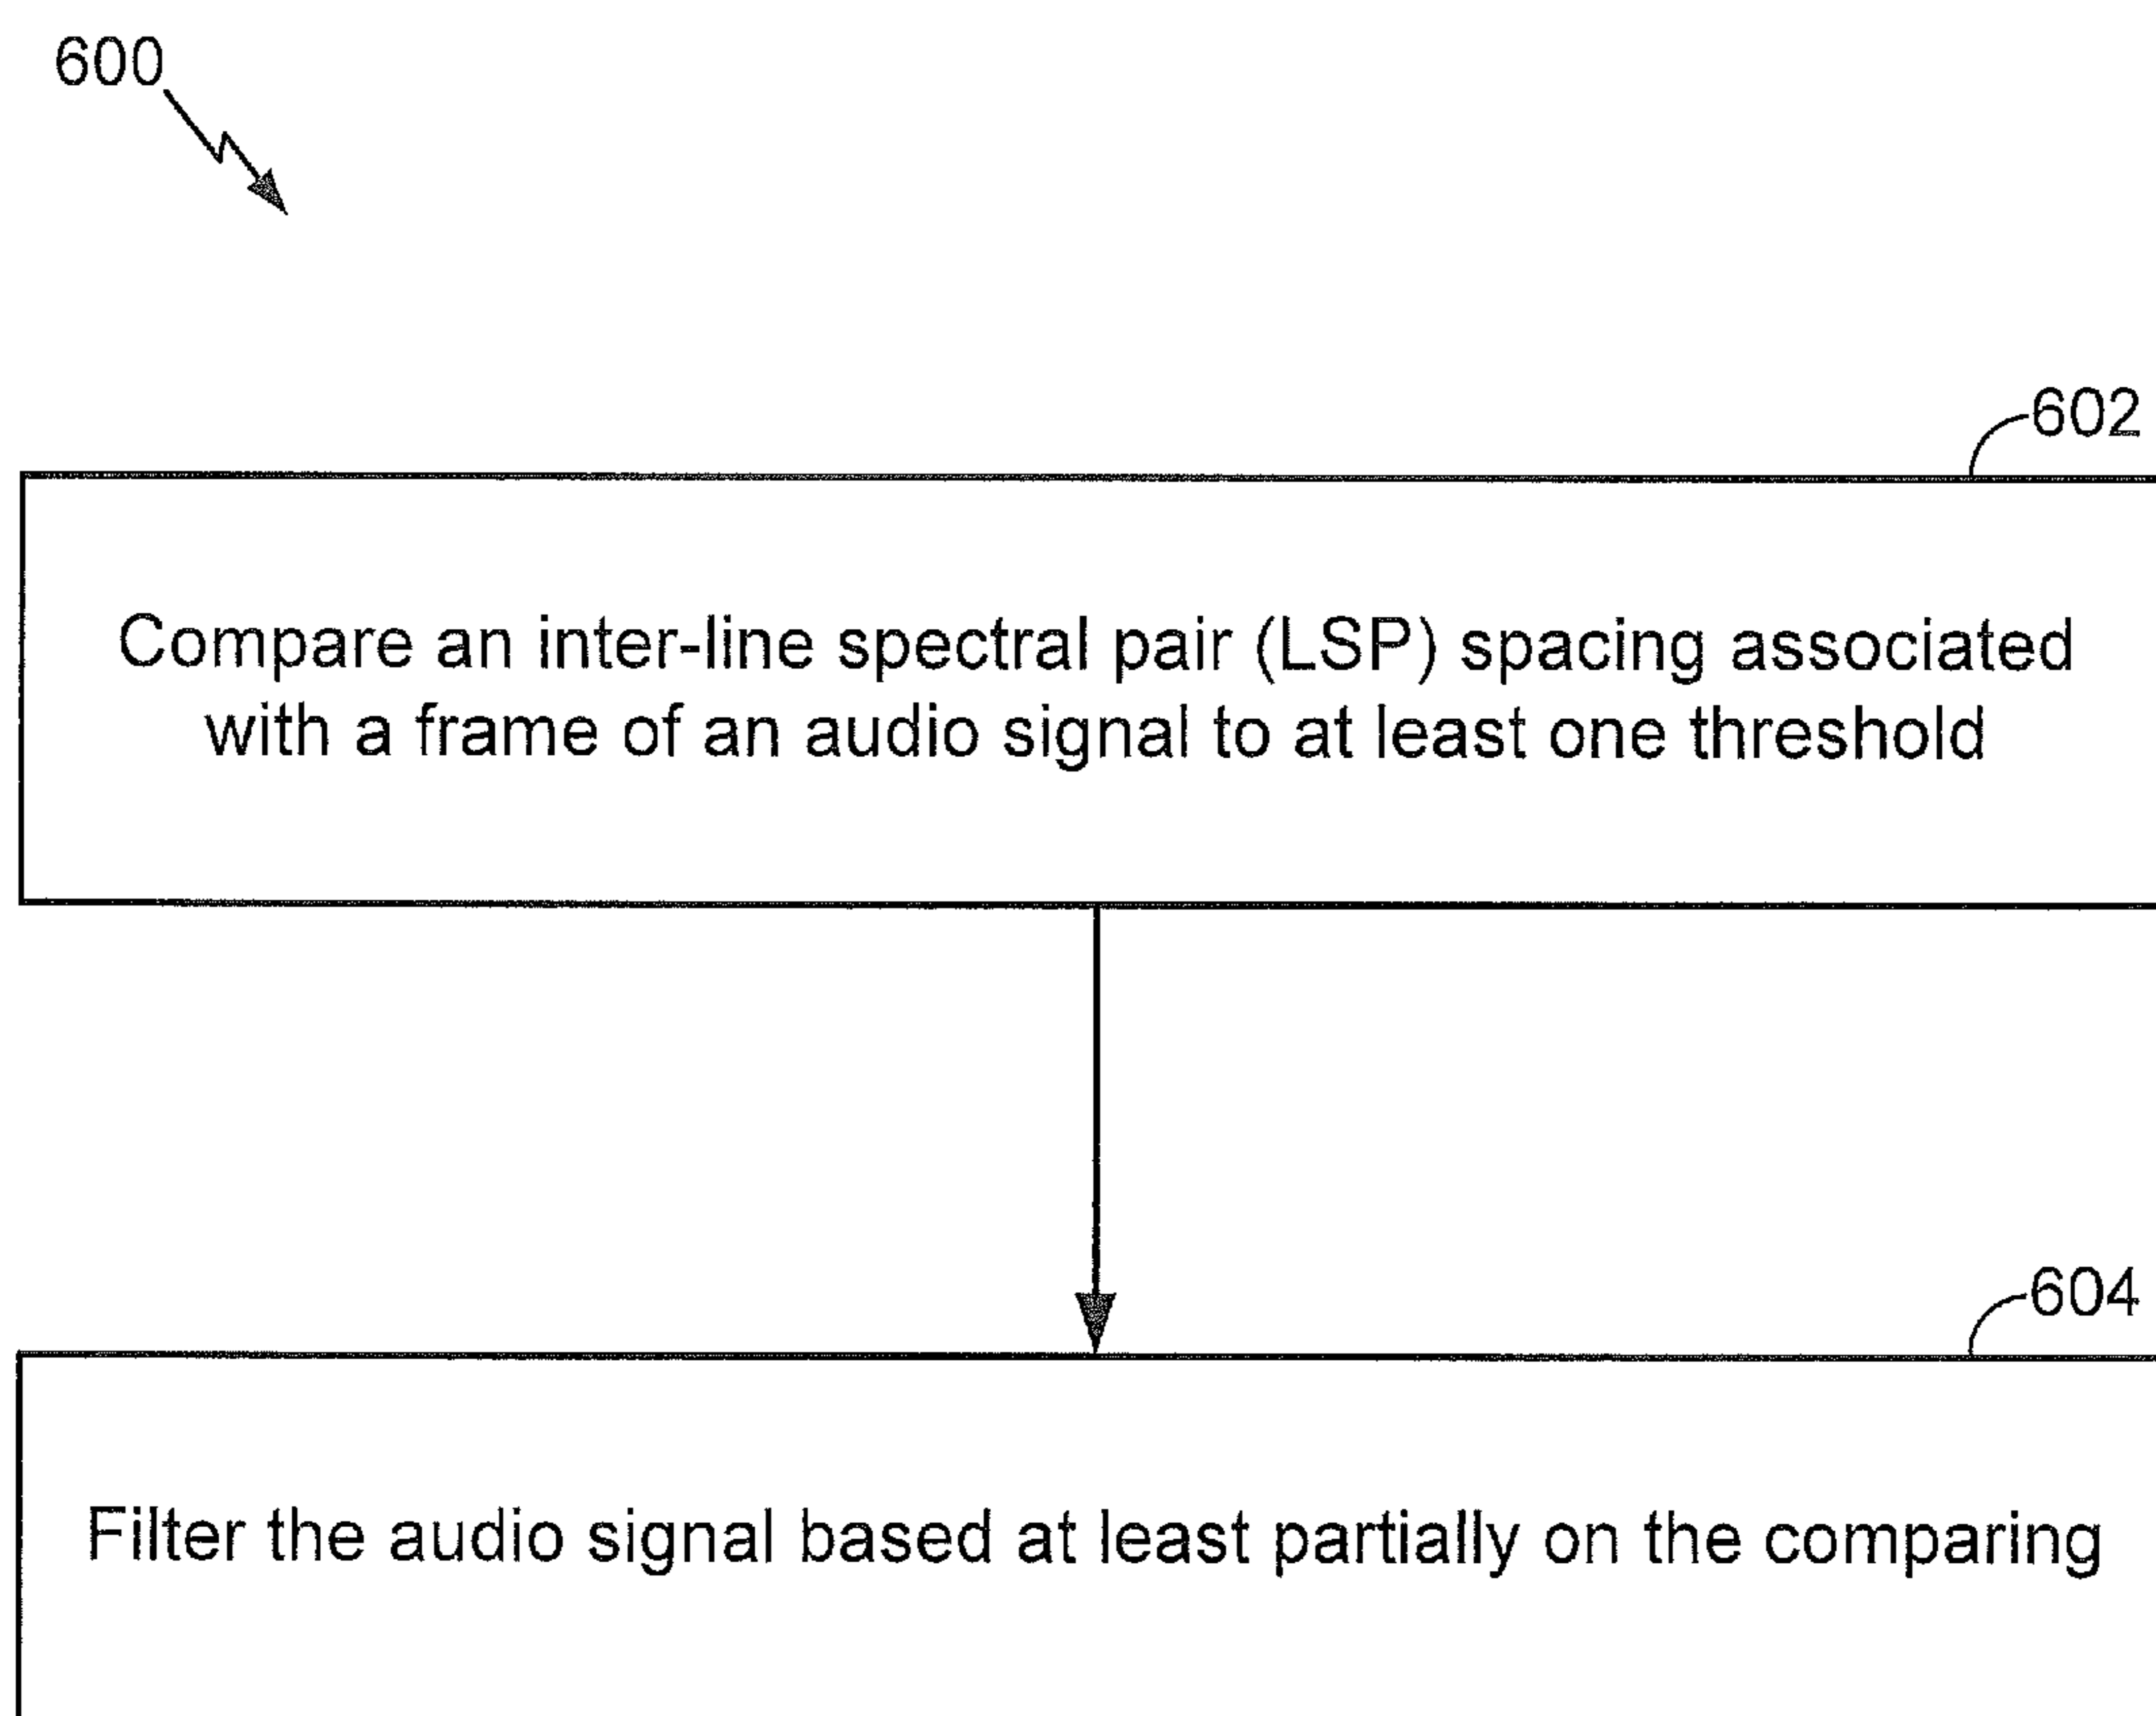 600
602
Compare an inter-line spectral pair (LSP) spacing associated
with a frame of an audio signal to at least one threshold
604
Filter the audio signal based at least partially on the comparing